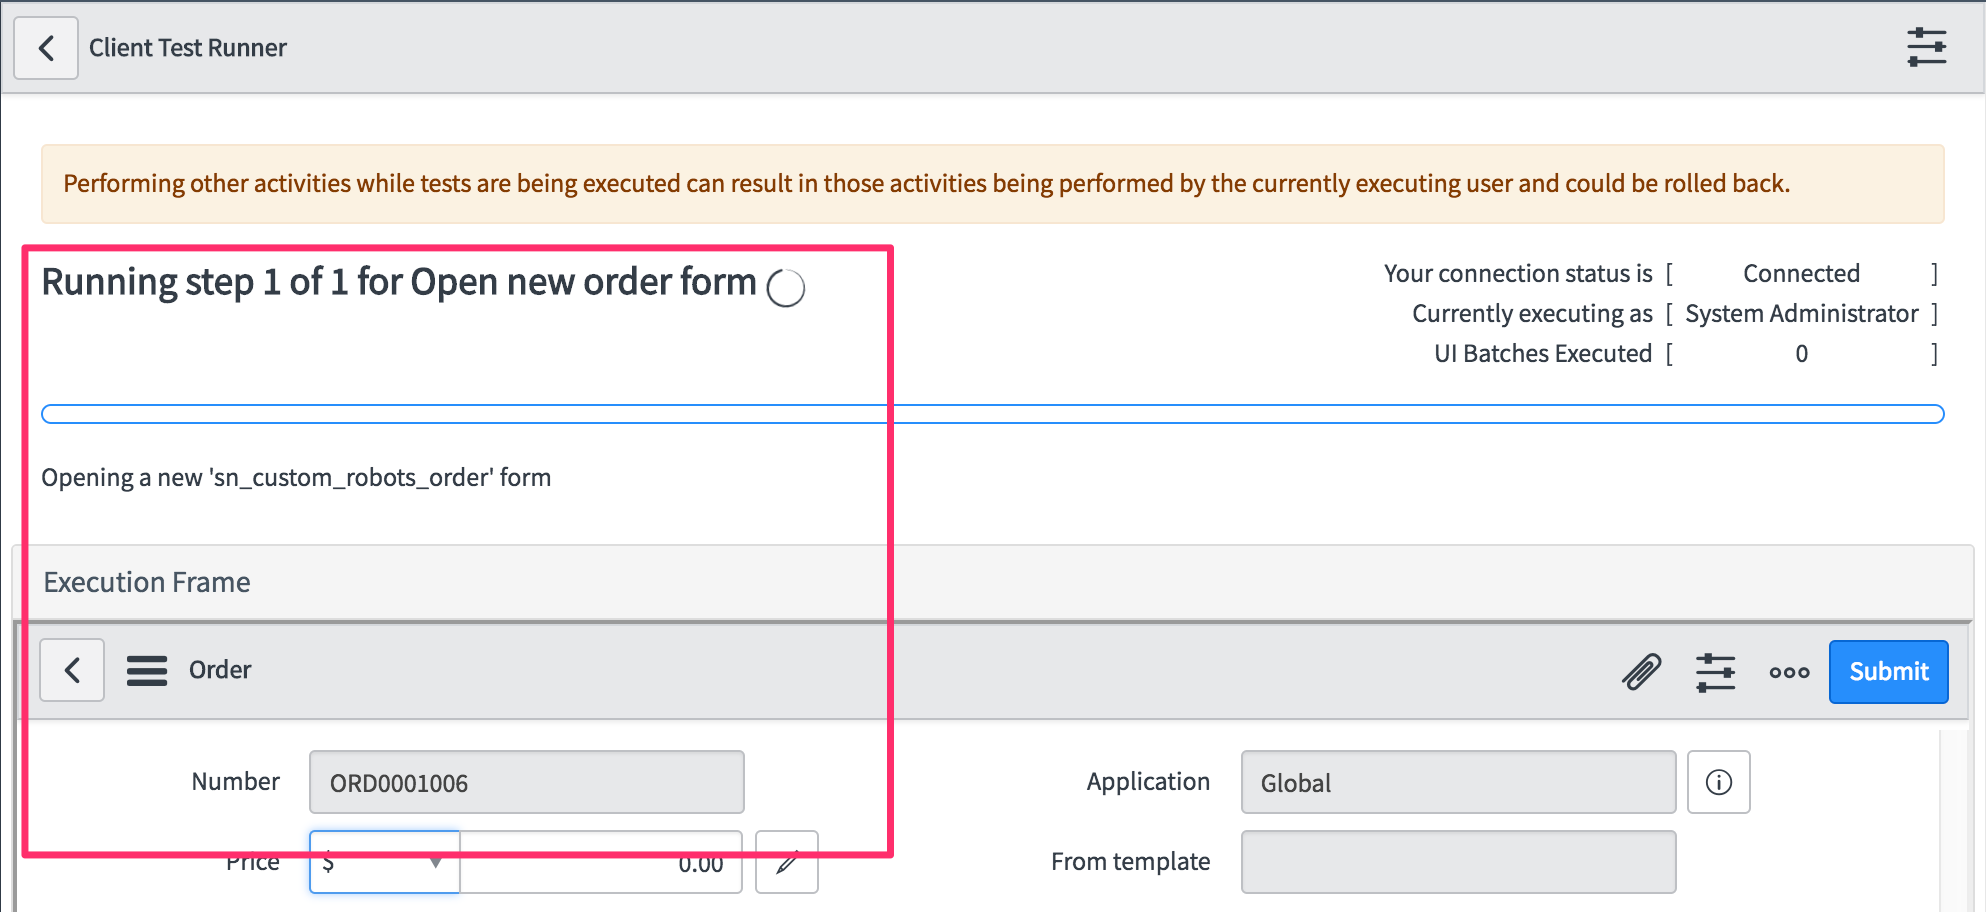 Client Test Runner
Performing other activities while tests are being executed can result in those activities being performed by the currently executing user and could be rolled back.
Running step 1 of 1 for Open new order form
Your connection status is [ Connected ]
Currently executing as [ System Administrator ]
UI Batches Executed [ 0 ]
Opening a new 'sn_custom_robots_order' form
Execution Frame
Order
Submit
Number ORD0001006
Application Global
Price $ 0.00
From template